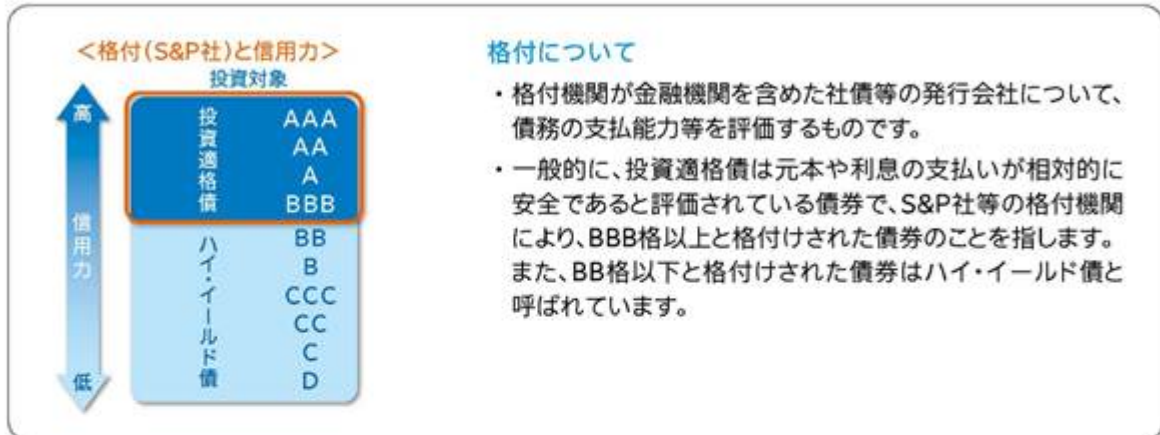 <格付(S&P社)と信用力>
投資対象
高
信用力
低
投資適格債
AAA
AA
A
BBB
ハイ・イールド債
BB
B
CCC
CC
C
D
格付について
・格付機関が金融機関を含めた社債等の発行会社について、
債務の支払能力等を評価するものです。
・一般的に、投資適格債は元本や利息の支払いが相対的に
安全であると評価されている債券で、S&P社等の格付機関
により、BBB格以上と格付けされた債券のことを指します。
また、BB格以下と格付けされた債券はハイ・イールド債と
呼ばれています。